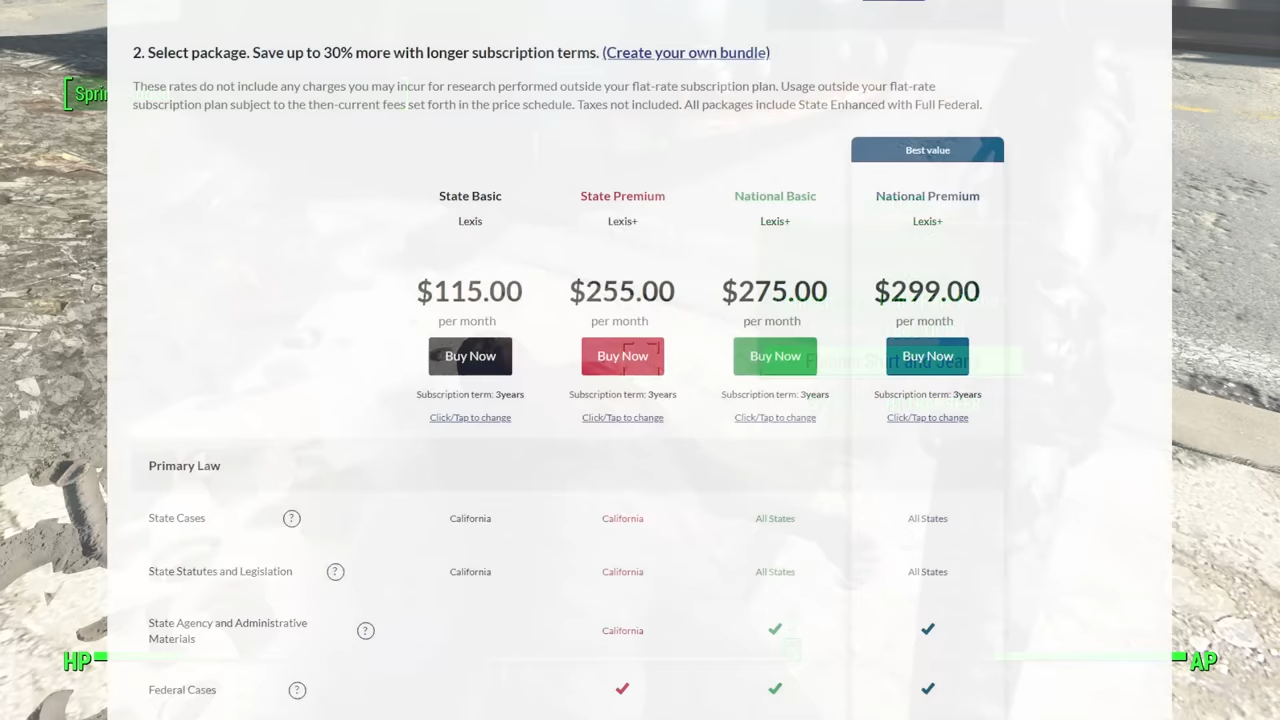 2. Select package. Save up to 30% more with longer subscription terms. (Create your own bundle)
These rates do not include any charges you may incur for research performed outside your flat-rate subscription plan. Usage outside your flat-rate
subscription plan subject to the then-current fees set forth in the price schedule. Taxes not included. All packages include State Enhanced with Full Federal.
Best value
State Basic State Premium National Basic National Premium
Lexis Lexis+ Lexis+ Lexis+
$115.00 $255.00 $275.00 $299.00
per month per month per month per month
Buy Now Buy Now Buy Now Buy Now
Shirt and Jeans
Subscription term: 3years Subscription term: 3years Subscription term: 3years Subscription term: 3years
Click/Tap to change Click/Tap to change Click/Tap to change Click/Tap to change
Primary Law
State Cases ? California California All States All States
State Statutes and Legislation ? California California All States All States
State Agency and Administrative
Materials ? California
HP AP
Federal Cases ?